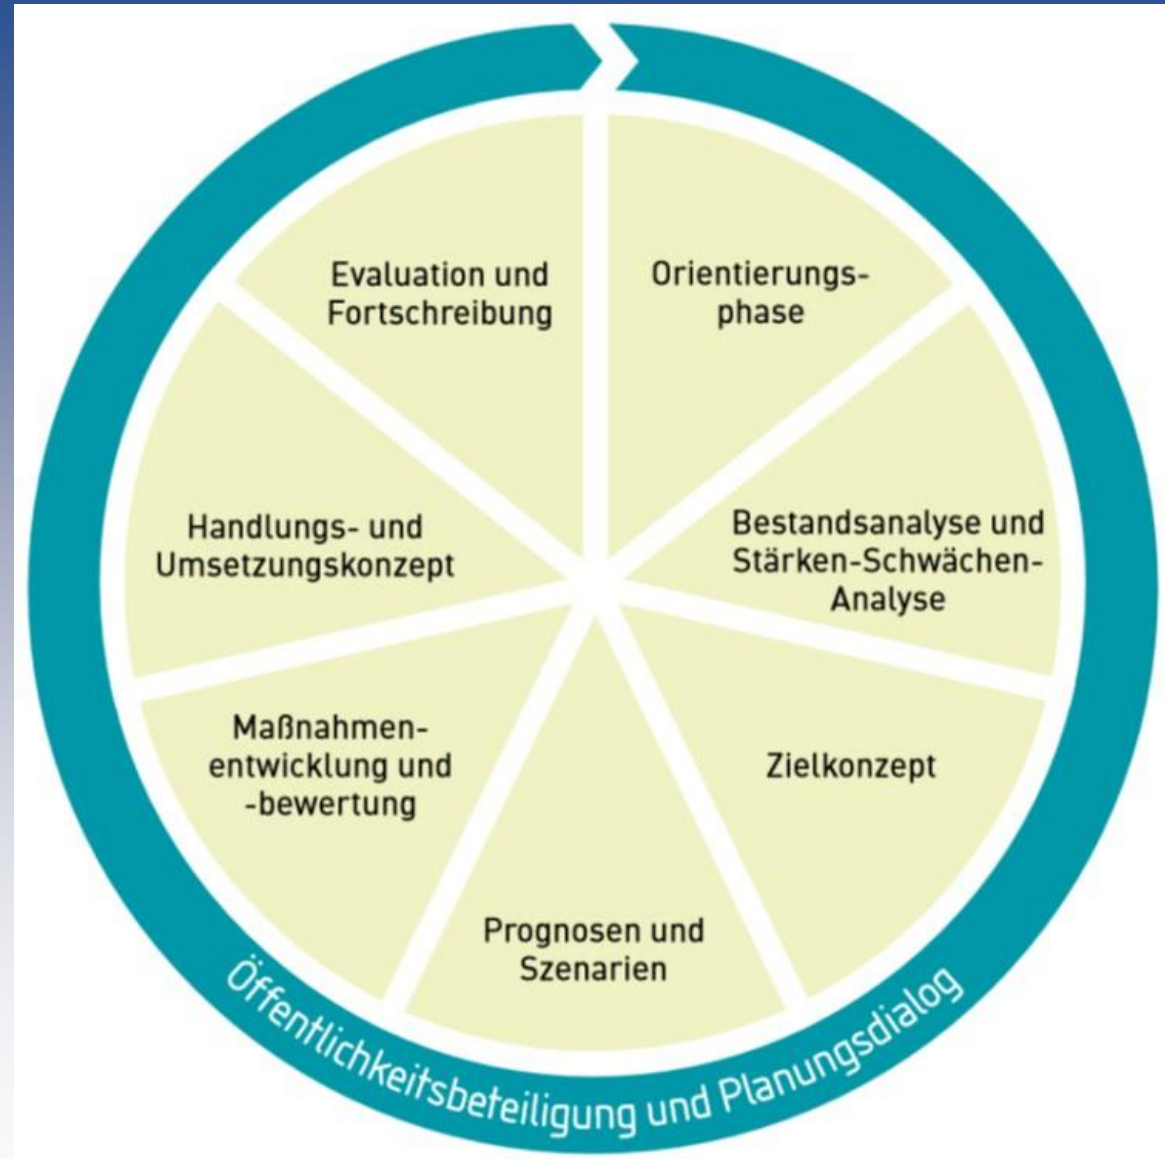 Orientierungs-
phase
Bestandsanalyse und
Stärken-Schwächen-
Analyse
Zielkonzept
Prognosen und
Szenarien
Maßnahmen-
entwicklung und
-bewertung
Handlungs- und
Umsetzungskonzept
Evaluation und
Fortschreibung
Öffentlichkeitsbeteiligung und Planungsdialog